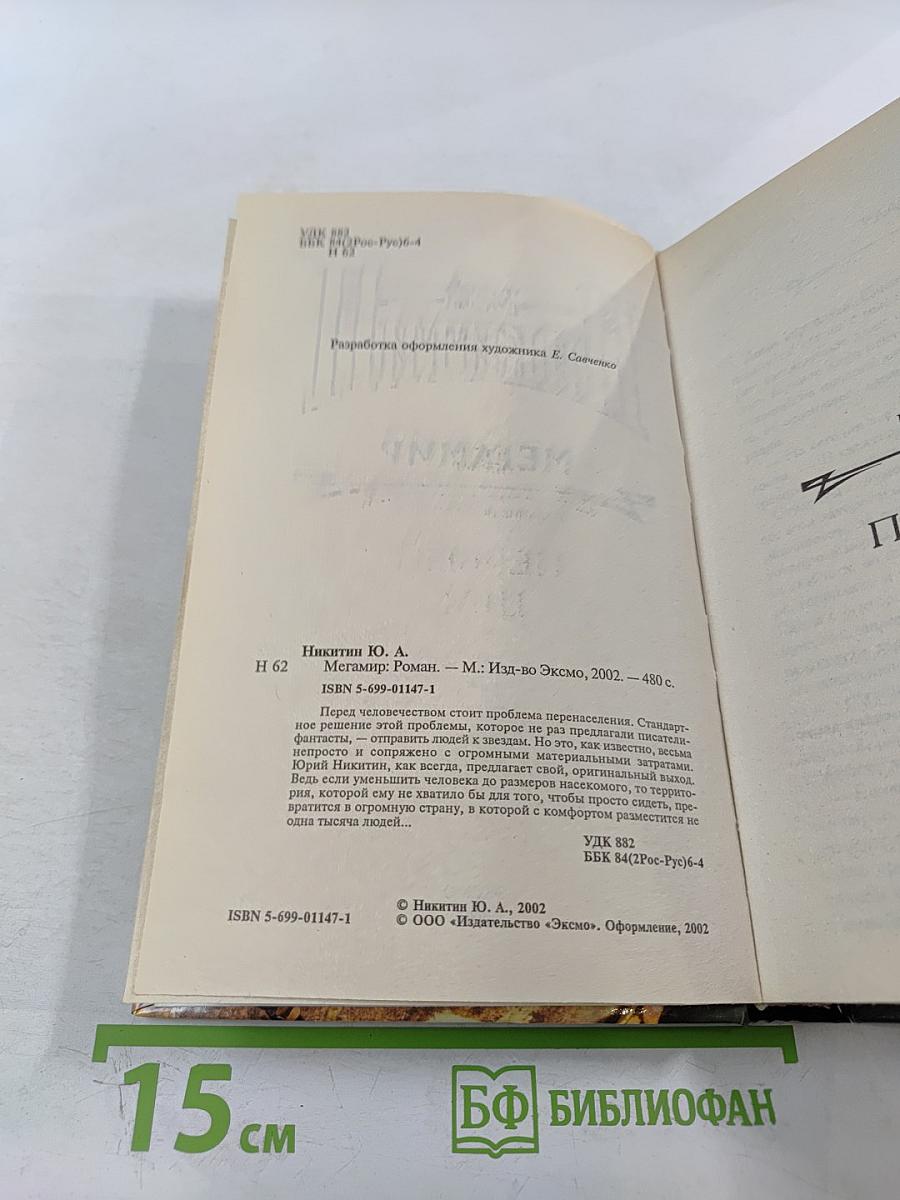 УДК 882
ББК 84(2Рос-Рус)6-4
Н 62
Разработка оформления художника Е. Савченко
МЕГАМИР
Никитин Ю. А.
Н 62 Мегамир: Роман. — М.: Изд-во Эксмо, 2002. — 480 с.
ISBN 5-699-01147-1
Перед человечеством стоит проблема перенаселения. Стандарт-
ное решение этой проблемы, которое не раз предлагали писатели-
фантасты, — отправить людей к звездам. Но это, как известно, весьма
непросто и сопряжено с огромными материальными затратами.
Юрий Никитин, как всегда, предлагает свой, оригинальный выход.
Ведь если уменьшить человека до размеров насекомого, то террито-
рия, которой ему не хватило бы для того, чтобы просто сидеть, пре-
вратится в огромную страну, в которой с комфортом разместится не
одна тысяча людей...
УДК 882
ББК 84(2Рос-Рус)6-4
© Никитин Ю. А., 2002
ISBN 5-699-01147-1 © ООО «Издательство «Эксмо». Оформление, 2002
П
15 см
БФ БИБЛИОФАН